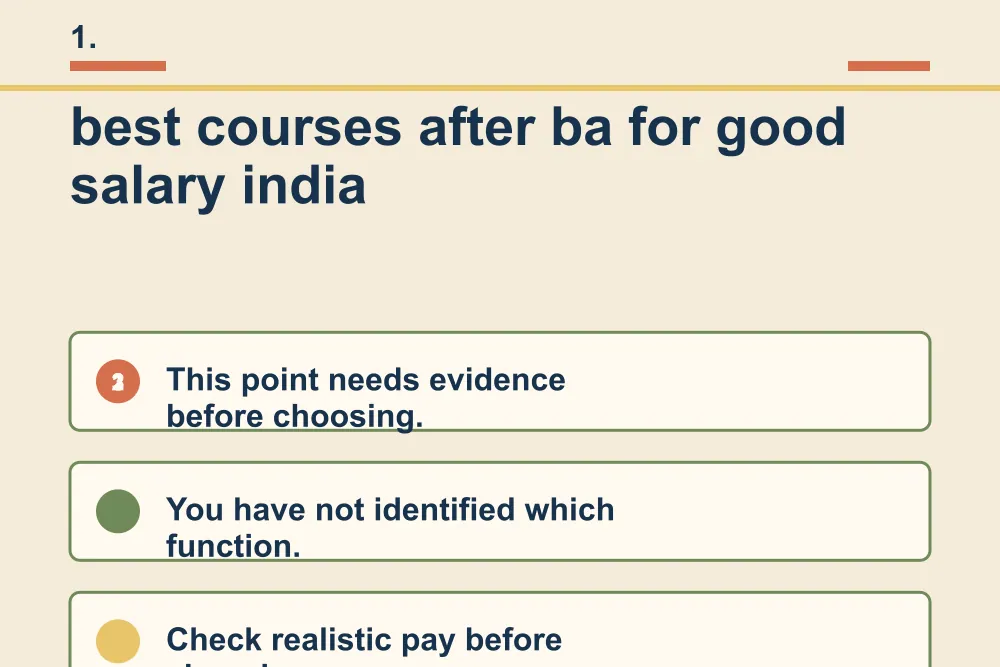 1.
best courses after ba for good
salary india
This point needs evidence
before choosing.
You have not identified which
function.
Check realistic pay before